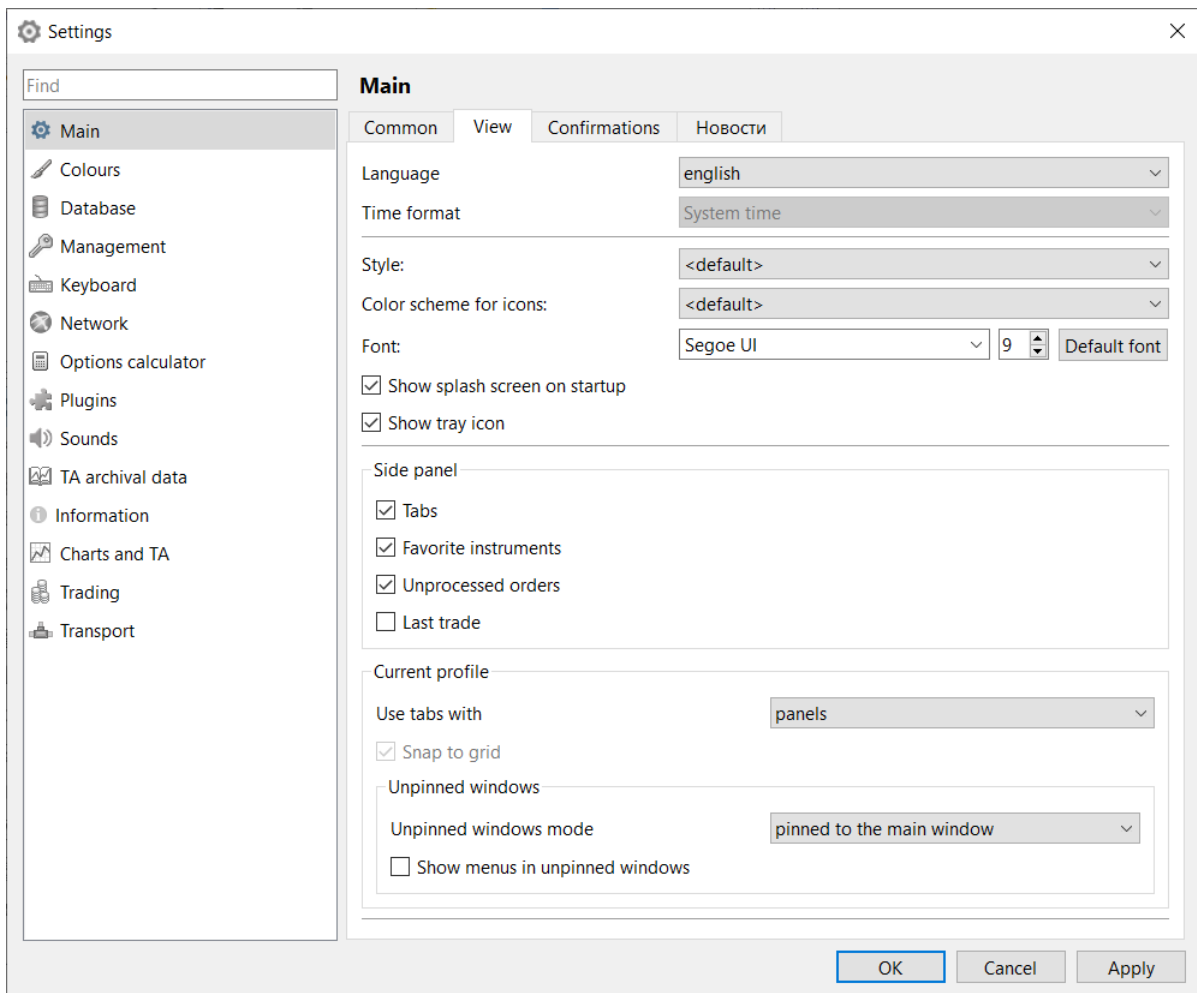 Settings
Find
Main
Colours
Database
Management
Keyboard
Network
Options calculator
Plugins
Sounds
TA archival data
Information
Charts and TA
Trading
Transport
Main
Common View Confirmations Новости
Language english
Time format System time
Style: <default>
Color scheme for icons: <default>
Font: Segoe UI 9 Default font
Show splash screen on startup
Show tray icon
Side panel
Tabs
Favorite instruments
Unprocessed orders
Last trade
Current profile
Use tabs with panels
Snap to grid
Unpinned windows
Unpinned windows mode pinned to the main window
Show menus in unpinned windows
OK Cancel Apply